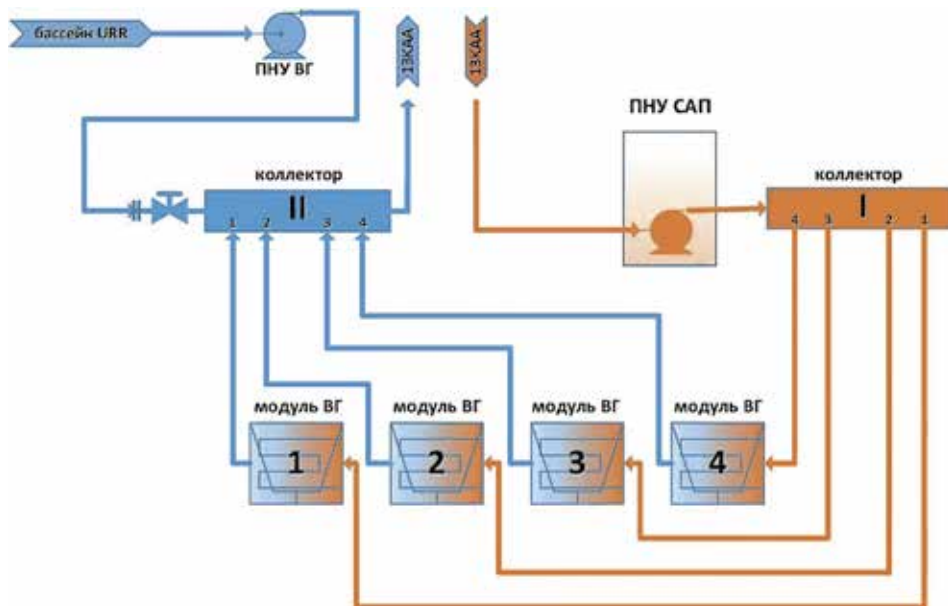 бассейн URR
ПНУ ВГ
13КАА
13КАА
ПНУ САП
коллектор
II
1 2 3 4
коллектор
I
4 3 2 1
модуль ВГ
1
модуль ВГ
2
модуль ВГ
3
модуль ВГ
4